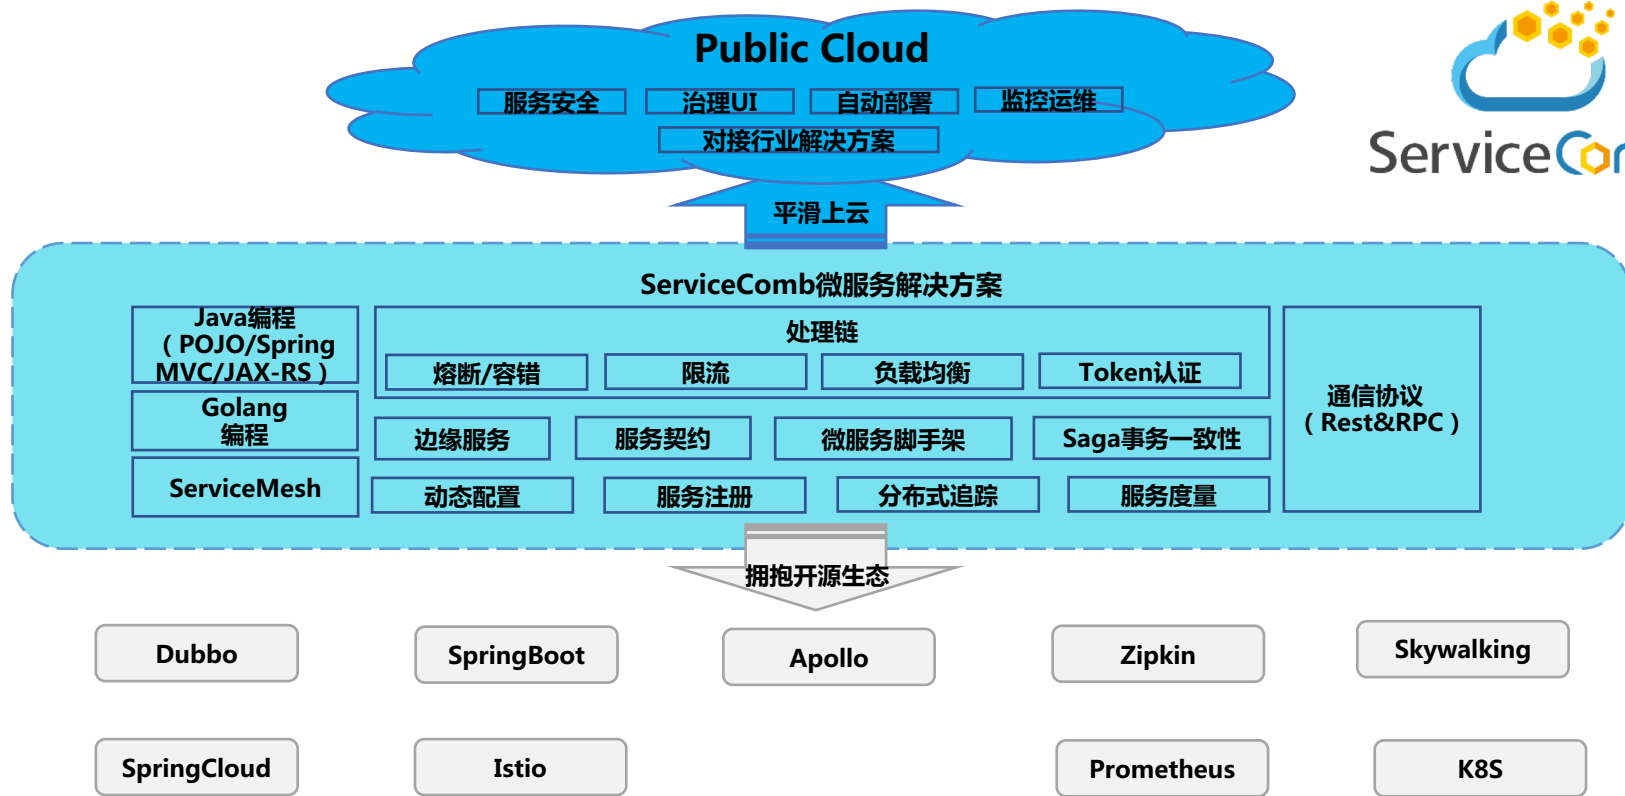 Public Cloud
服务安全
治理UI
自动部署
监控运维
对接行业解决方案
平滑上云
ServiceComb微服务解决方案
Java编程
（POJO/Spring
MVC/JAX-RS）
Golang
编程
ServiceMesh
处理链
熔断/容错
限流
负载均衡
Token认证
边缘服务
服务契约
微服务脚手架
Saga事务一致性
动态配置
服务注册
分布式追踪
服务度量
通信协议
（Rest&RPC）
拥抱开源生态
Dubbo
SpringBoot
Apollo
Zipkin
Skywalking
SpringCloud
Istio
Prometheus
K8S